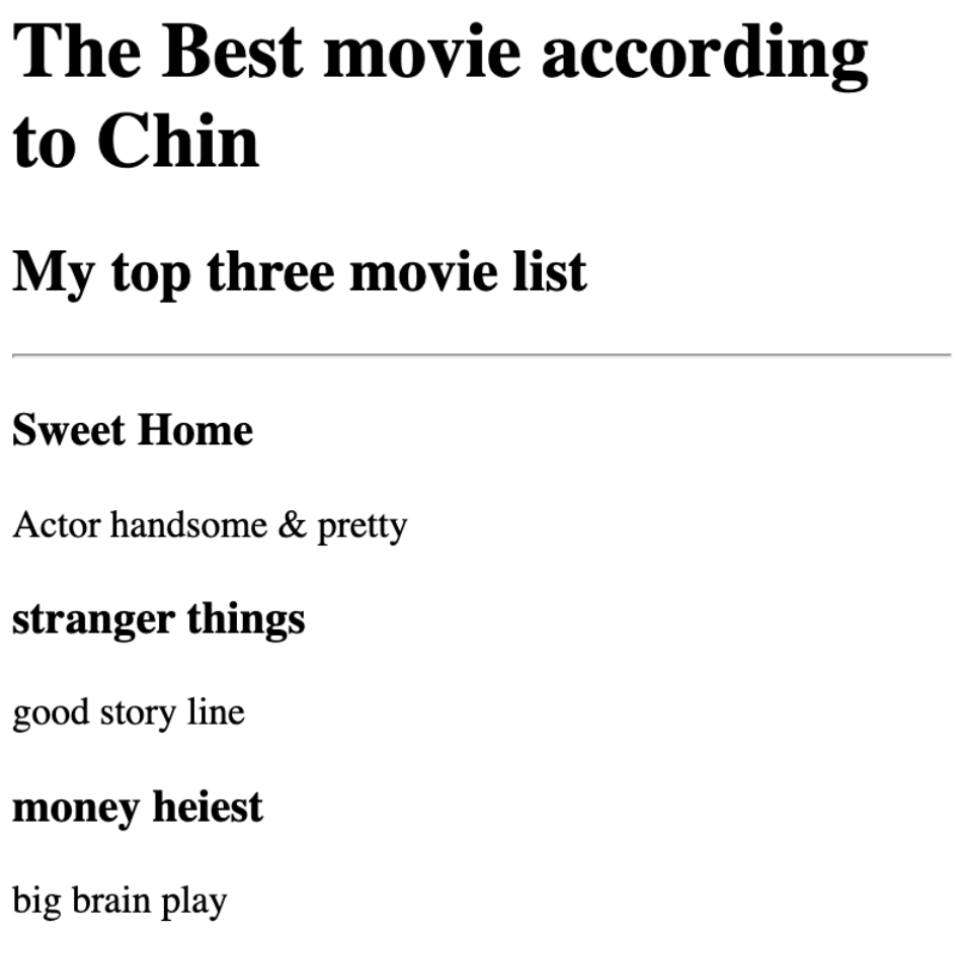 The Best movie according
to Chin
My top three movie list
Sweet Home
Actor handsome & pretty
stranger things
good story line
money heiest
big brain play